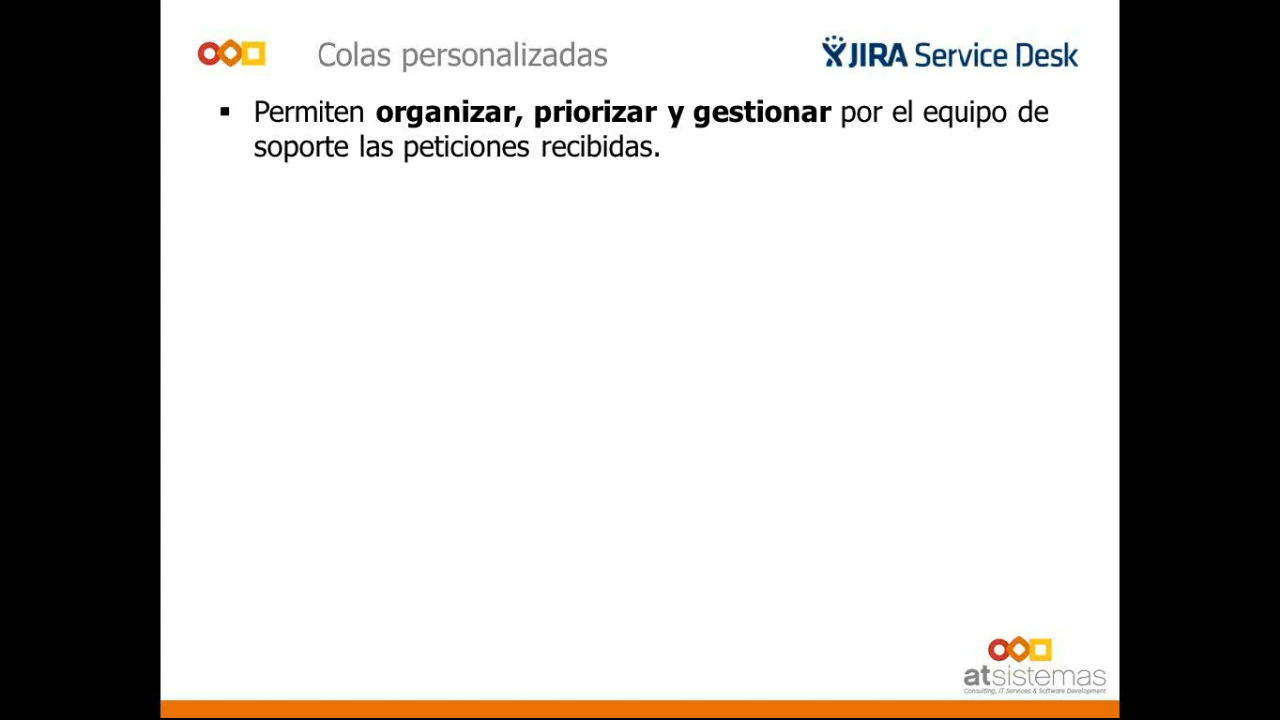 Colas personalizadas
JIRA Service Desk
▪ Permiten organizar, priorizar y gestionar por el equipo de
soporte las peticiones recibidas.
atsistemas
Consulting, IT Services & Software Development